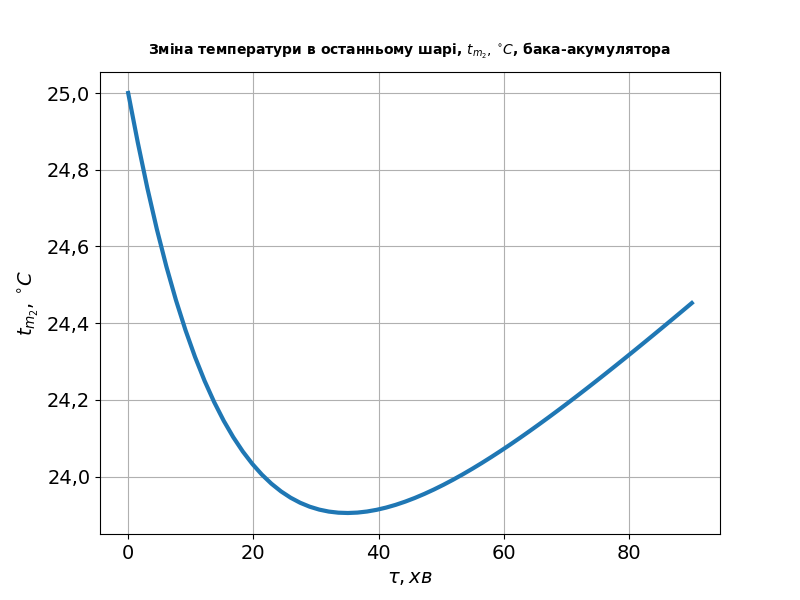 Зміна температури в останньому шарі, t_{m_2}, °C, бака-акумулятора
25,0
24,8
24,6
24,4
24,2
24,0
t_{m_2}, °C
0 20 40 60 80
τ, хв